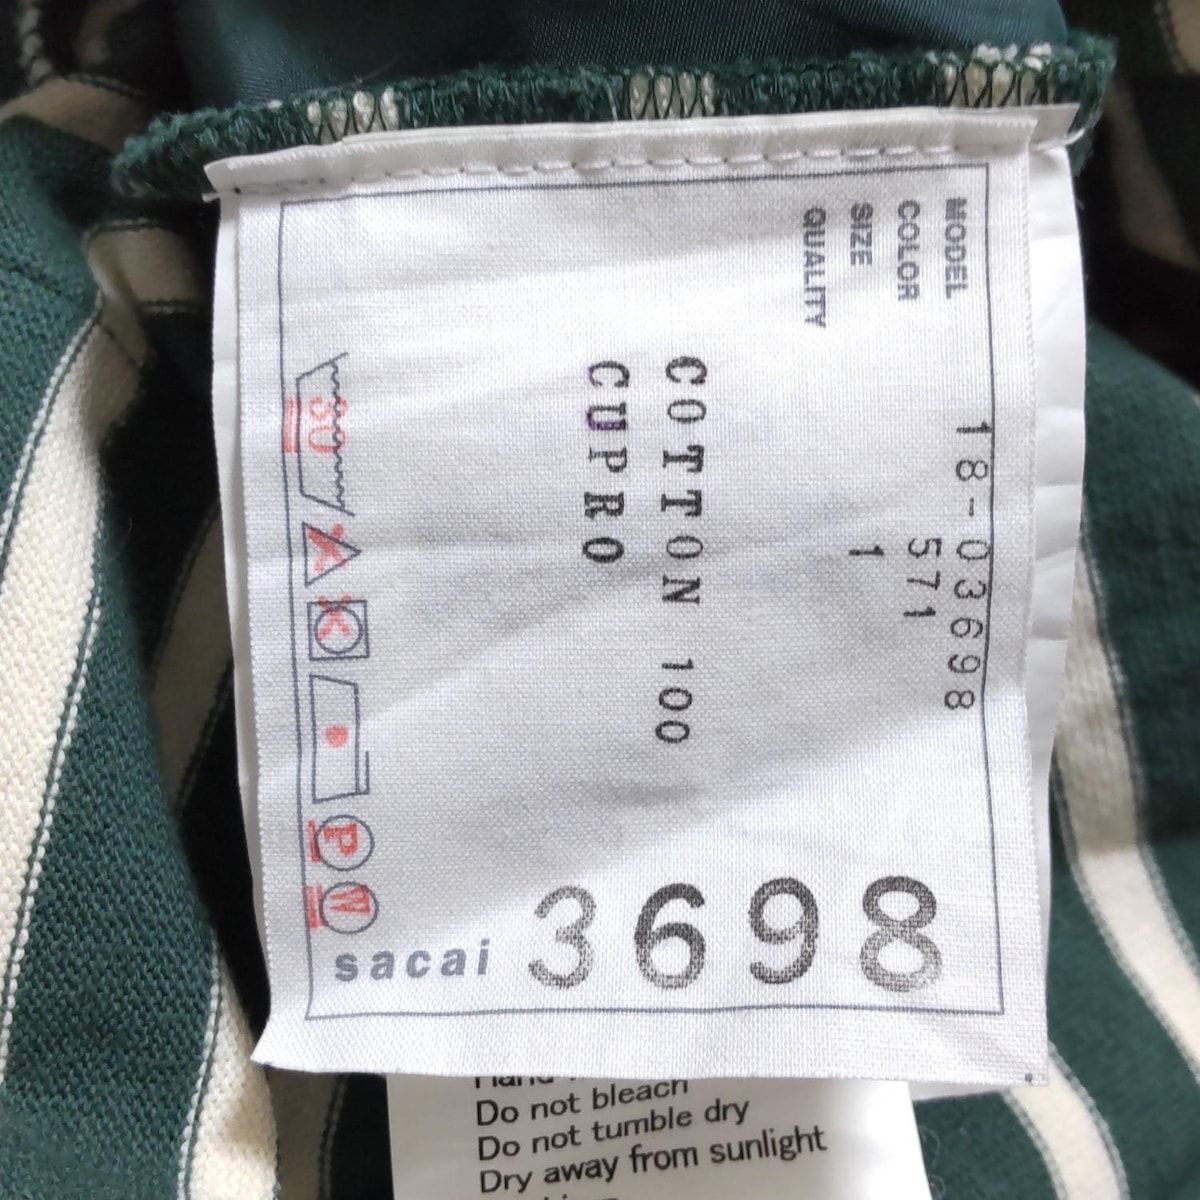 MODEL 18-03698
COLOR 571
SIZE 1
QUALITY
COTTON 100
CUPRO
30
P
W
sacai
3698
Do not bleach
Do not tumble dry
Dry away from sunlight